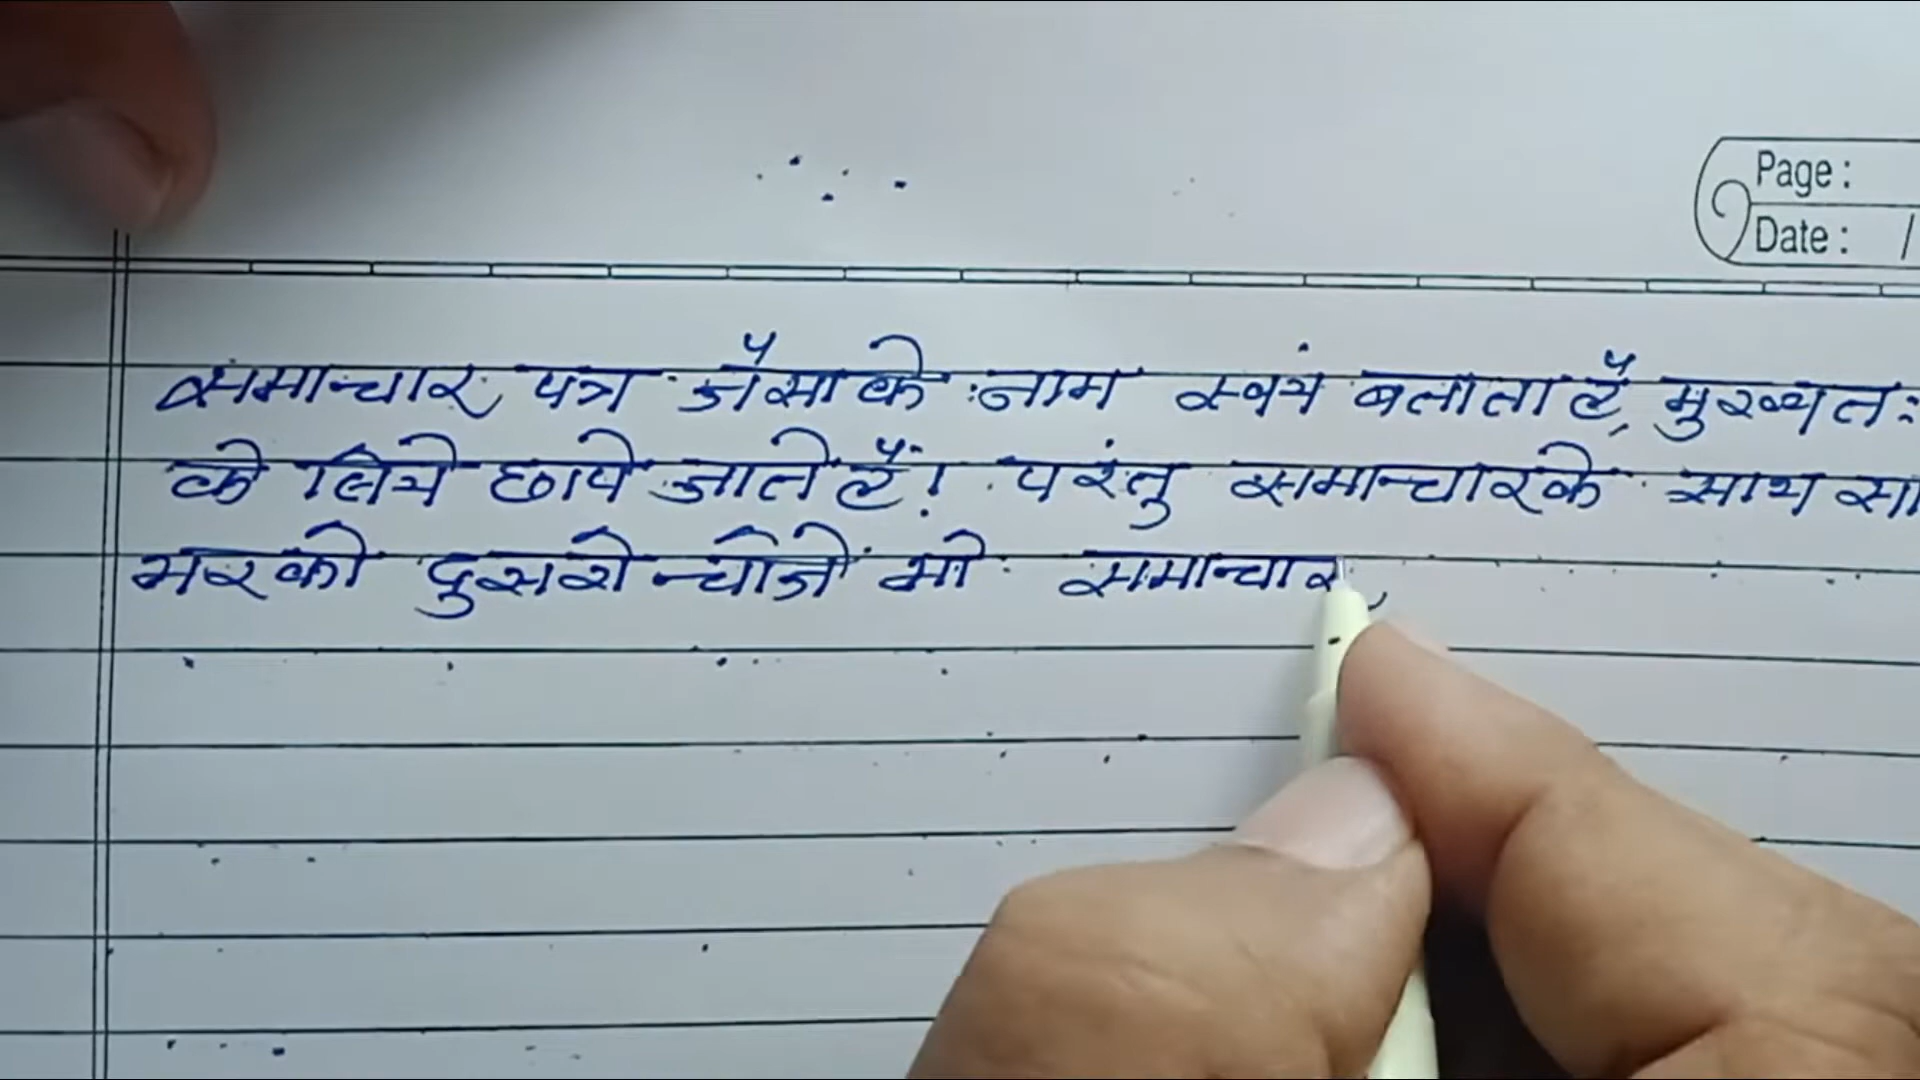 Page :
Date : /
समाचार पत्र जैसा के नाम स्वयं बताता है, मुख्यतः
के लिये छापे जाते हैं। परंतु समाचार के साथ सा
भर की दुसरी चीजें भी समाचार